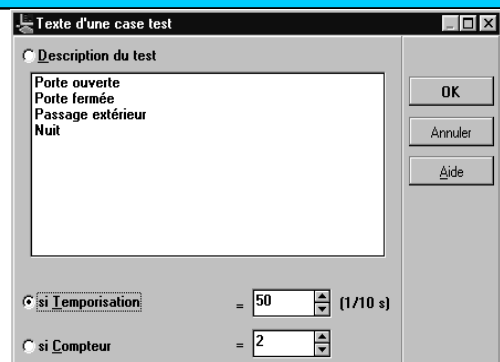 Texte d'une case test
Description du test
Porte ouverte
Porte fermée
Passage extérieur
Nuit
OK
Annuler
Aide
si Temporisation = 50 (1/10 s)
si Compteur = 2